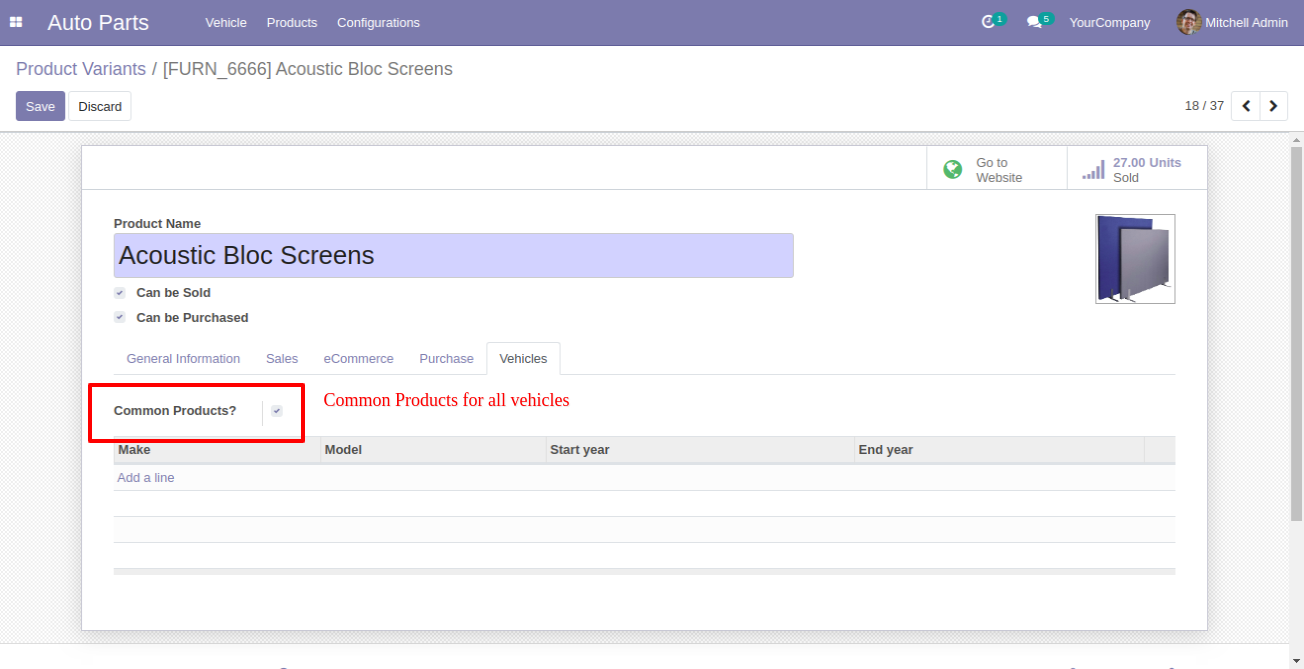 Auto Parts Vehicle Products Configurations 1 5 YourCompany Mitchell Admin
Product Variants / [FURN_6666] Acoustic Bloc Screens
Save Discard 18 / 37
Go to Website
27.00 Units Sold
Product Name
Acoustic Bloc Screens
Can be Sold
Can be Purchased
General Information Sales eCommerce Purchase Vehicles
Common Products? Common Products for all vehicles
Make Model Start year End year
Add a line